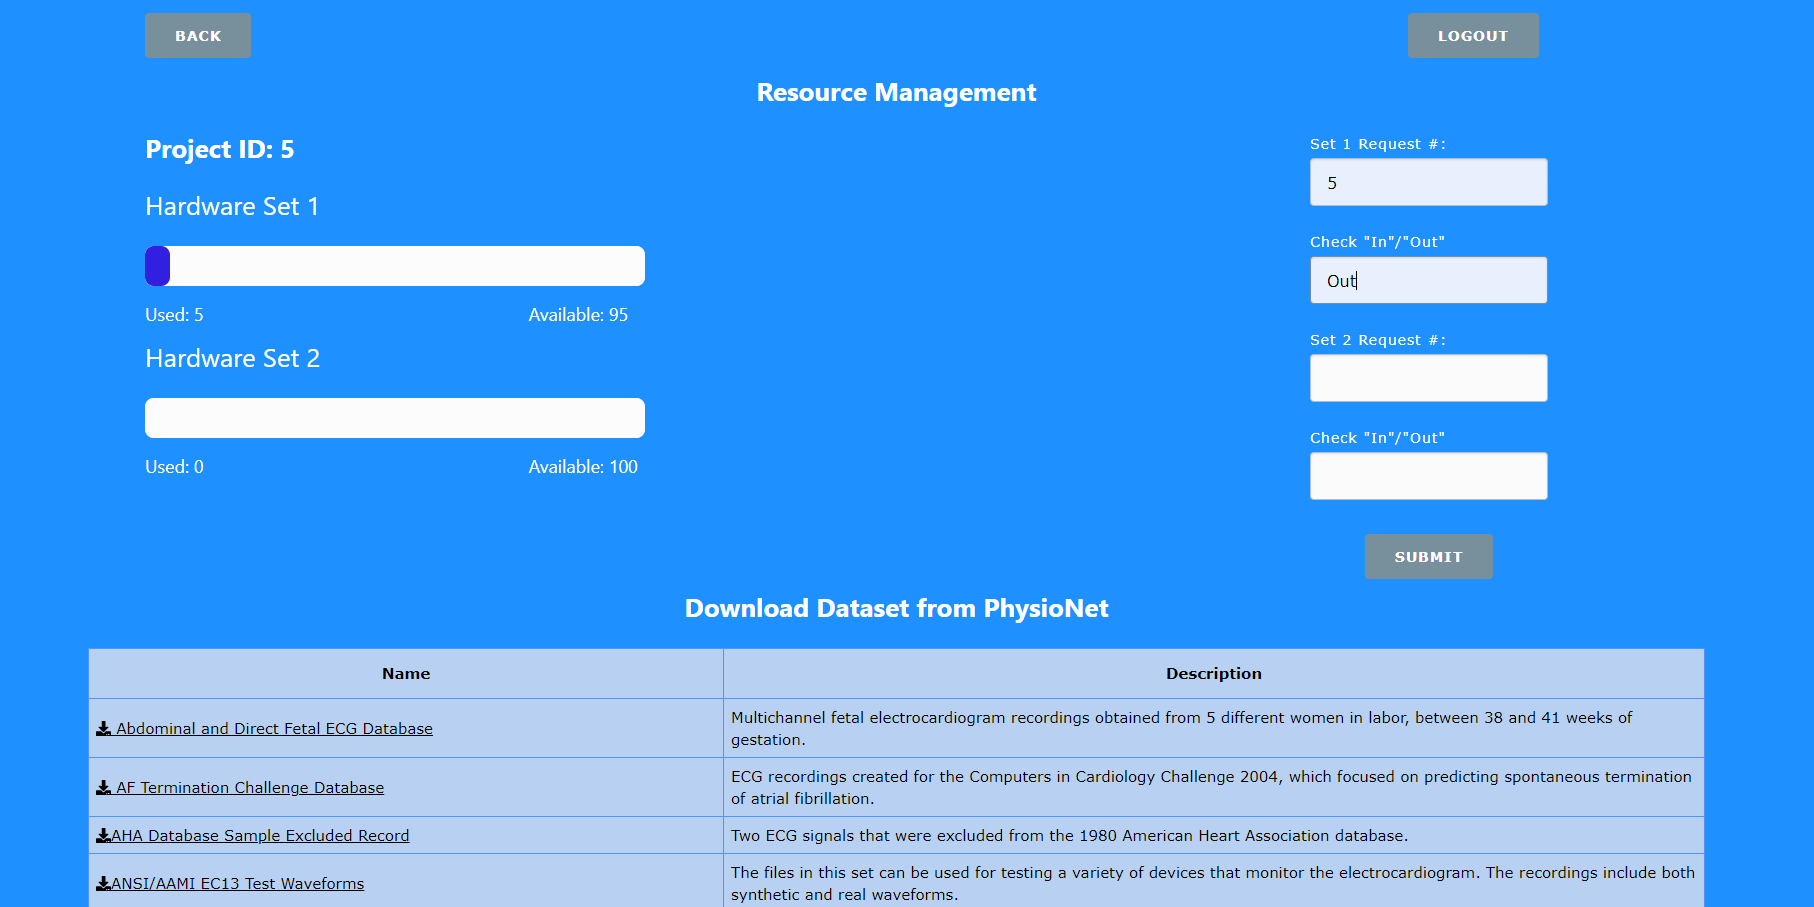 BACK
LOGOUT
Resource Management
Project ID: 5
Hardware Set 1
Used: 5
Available: 95
Hardware Set 2
Used: 0
Available: 100
Set 1 Request #:
5
Check "In"/"Out"
Out
Set 2 Request #:
Check "In"/"Out"
SUBMIT
Download Dataset from PhysioNet
Name
Description
Abdominal and Direct Fetal ECG Database
Multichannel fetal electrocardiogram recordings obtained from 5 different women in labor, between 38 and 41 weeks of
gestation.
AF Termination Challenge Database
ECG recordings created for the Computers in Cardiology Challenge 2004, which focused on predicting spontaneous termination
of atrial fibrillation.
AHA Database Sample Excluded Record
Two ECG signals that were excluded from the 1980 American Heart Association database.
ANSI/AAMI EC13 Test Waveforms
The files in this set can be used for testing a variety of devices that monitor the electrocardiogram. The recordings include both
synthetic and real waveforms.